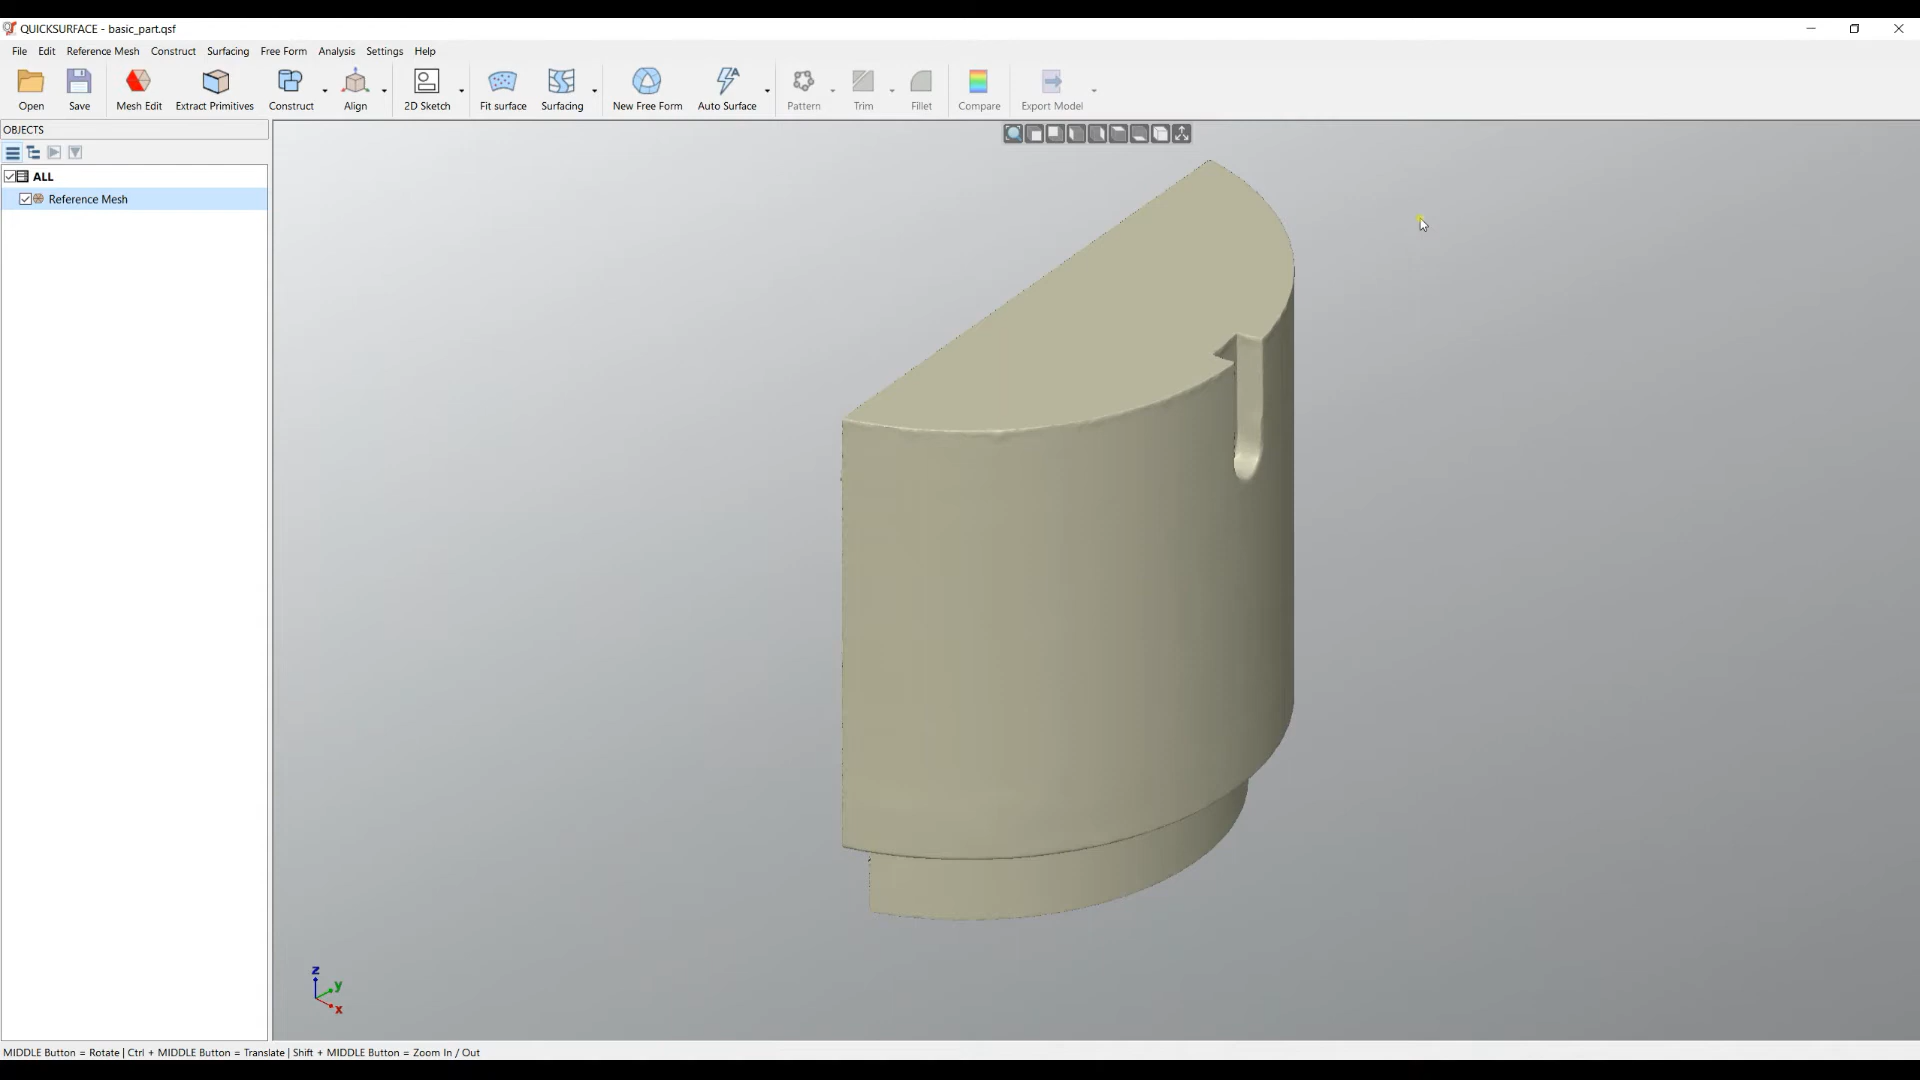 QUICKSURFACE - basic_part.qsf
File Edit Reference Mesh Construct Surfacing Free Form Analysis Settings Help
Open Save Mesh Edit Extract Primitives Construct Align 2D Sketch Fit surface Surfacing New Free Form Auto Surface Pattern Trim Fillet Compare Export Model
OBJECTS
ALL
Reference Mesh
z
y
x
MIDDLE Button = Rotate | Ctrl + MIDDLE Button = Translate | Shift + MIDDLE Button = Zoom In / Out